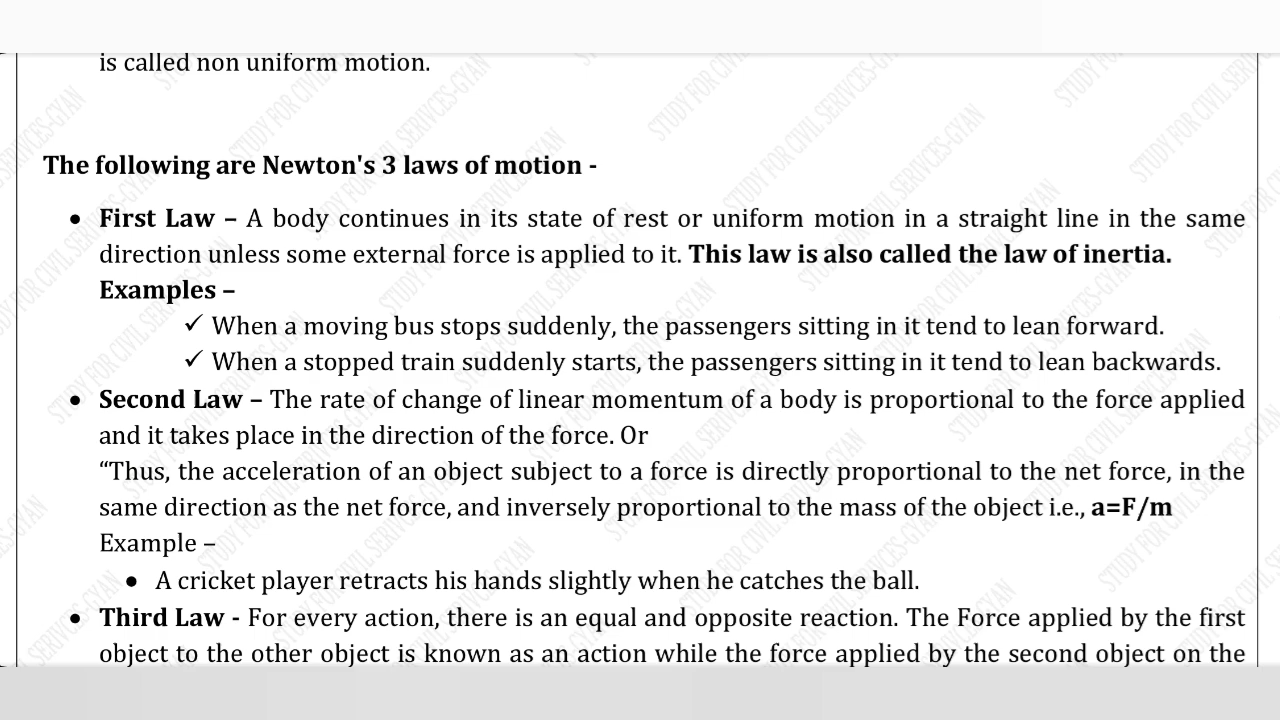 is called non uniform motion.
The following are Newton's 3 laws of motion -
• First Law – A body continues in its state of rest or uniform motion in a straight line in the same
direction unless some external force is applied to it. This law is also called the law of inertia.
Examples –
✓ When a moving bus stops suddenly, the passengers sitting in it tend to lean forward.
✓ When a stopped train suddenly starts, the passengers sitting in it tend to lean backwards.
• Second Law – The rate of change of linear momentum of a body is proportional to the force applied
and it takes place in the direction of the force. Or
“Thus, the acceleration of an object subject to a force is directly proportional to the net force, in the
same direction as the net force, and inversely proportional to the mass of the object i.e., a=F/m
Example –
• A cricket player retracts his hands slightly when he catches the ball.
• Third Law - For every action, there is an equal and opposite reaction. The Force applied by the first
object to the other object is known as an action while the force applied by the second object on the
STUDY FOR CIVIL SERIVCES-GYAN